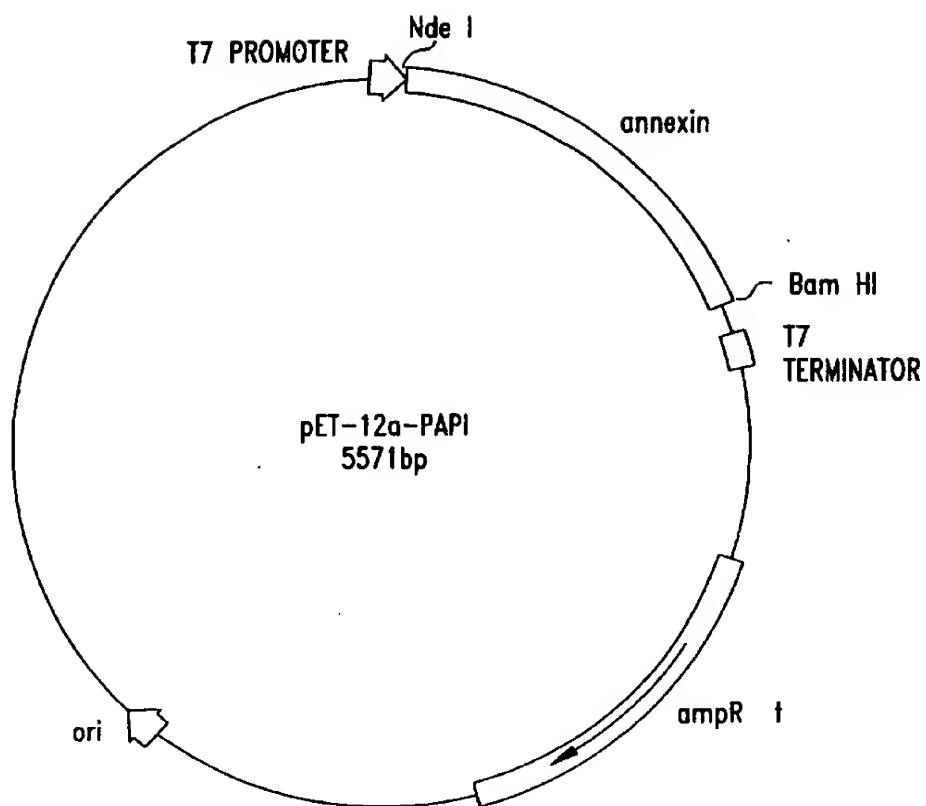 Nde I
T7 PROMOTER
annexin
Bam HI
T7
TERMINATOR
pET-12a-PAPI
5571bp
ampR t
ori